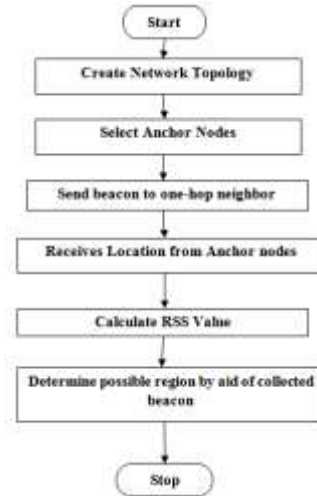 Start
Create Network Topology
Select Anchor Nodes
Send beacon to one-hop neighbor
Receives Location from Anchor nodes
Calculate RSS Value
Determine possible region by aid of collected
beacon
Stop